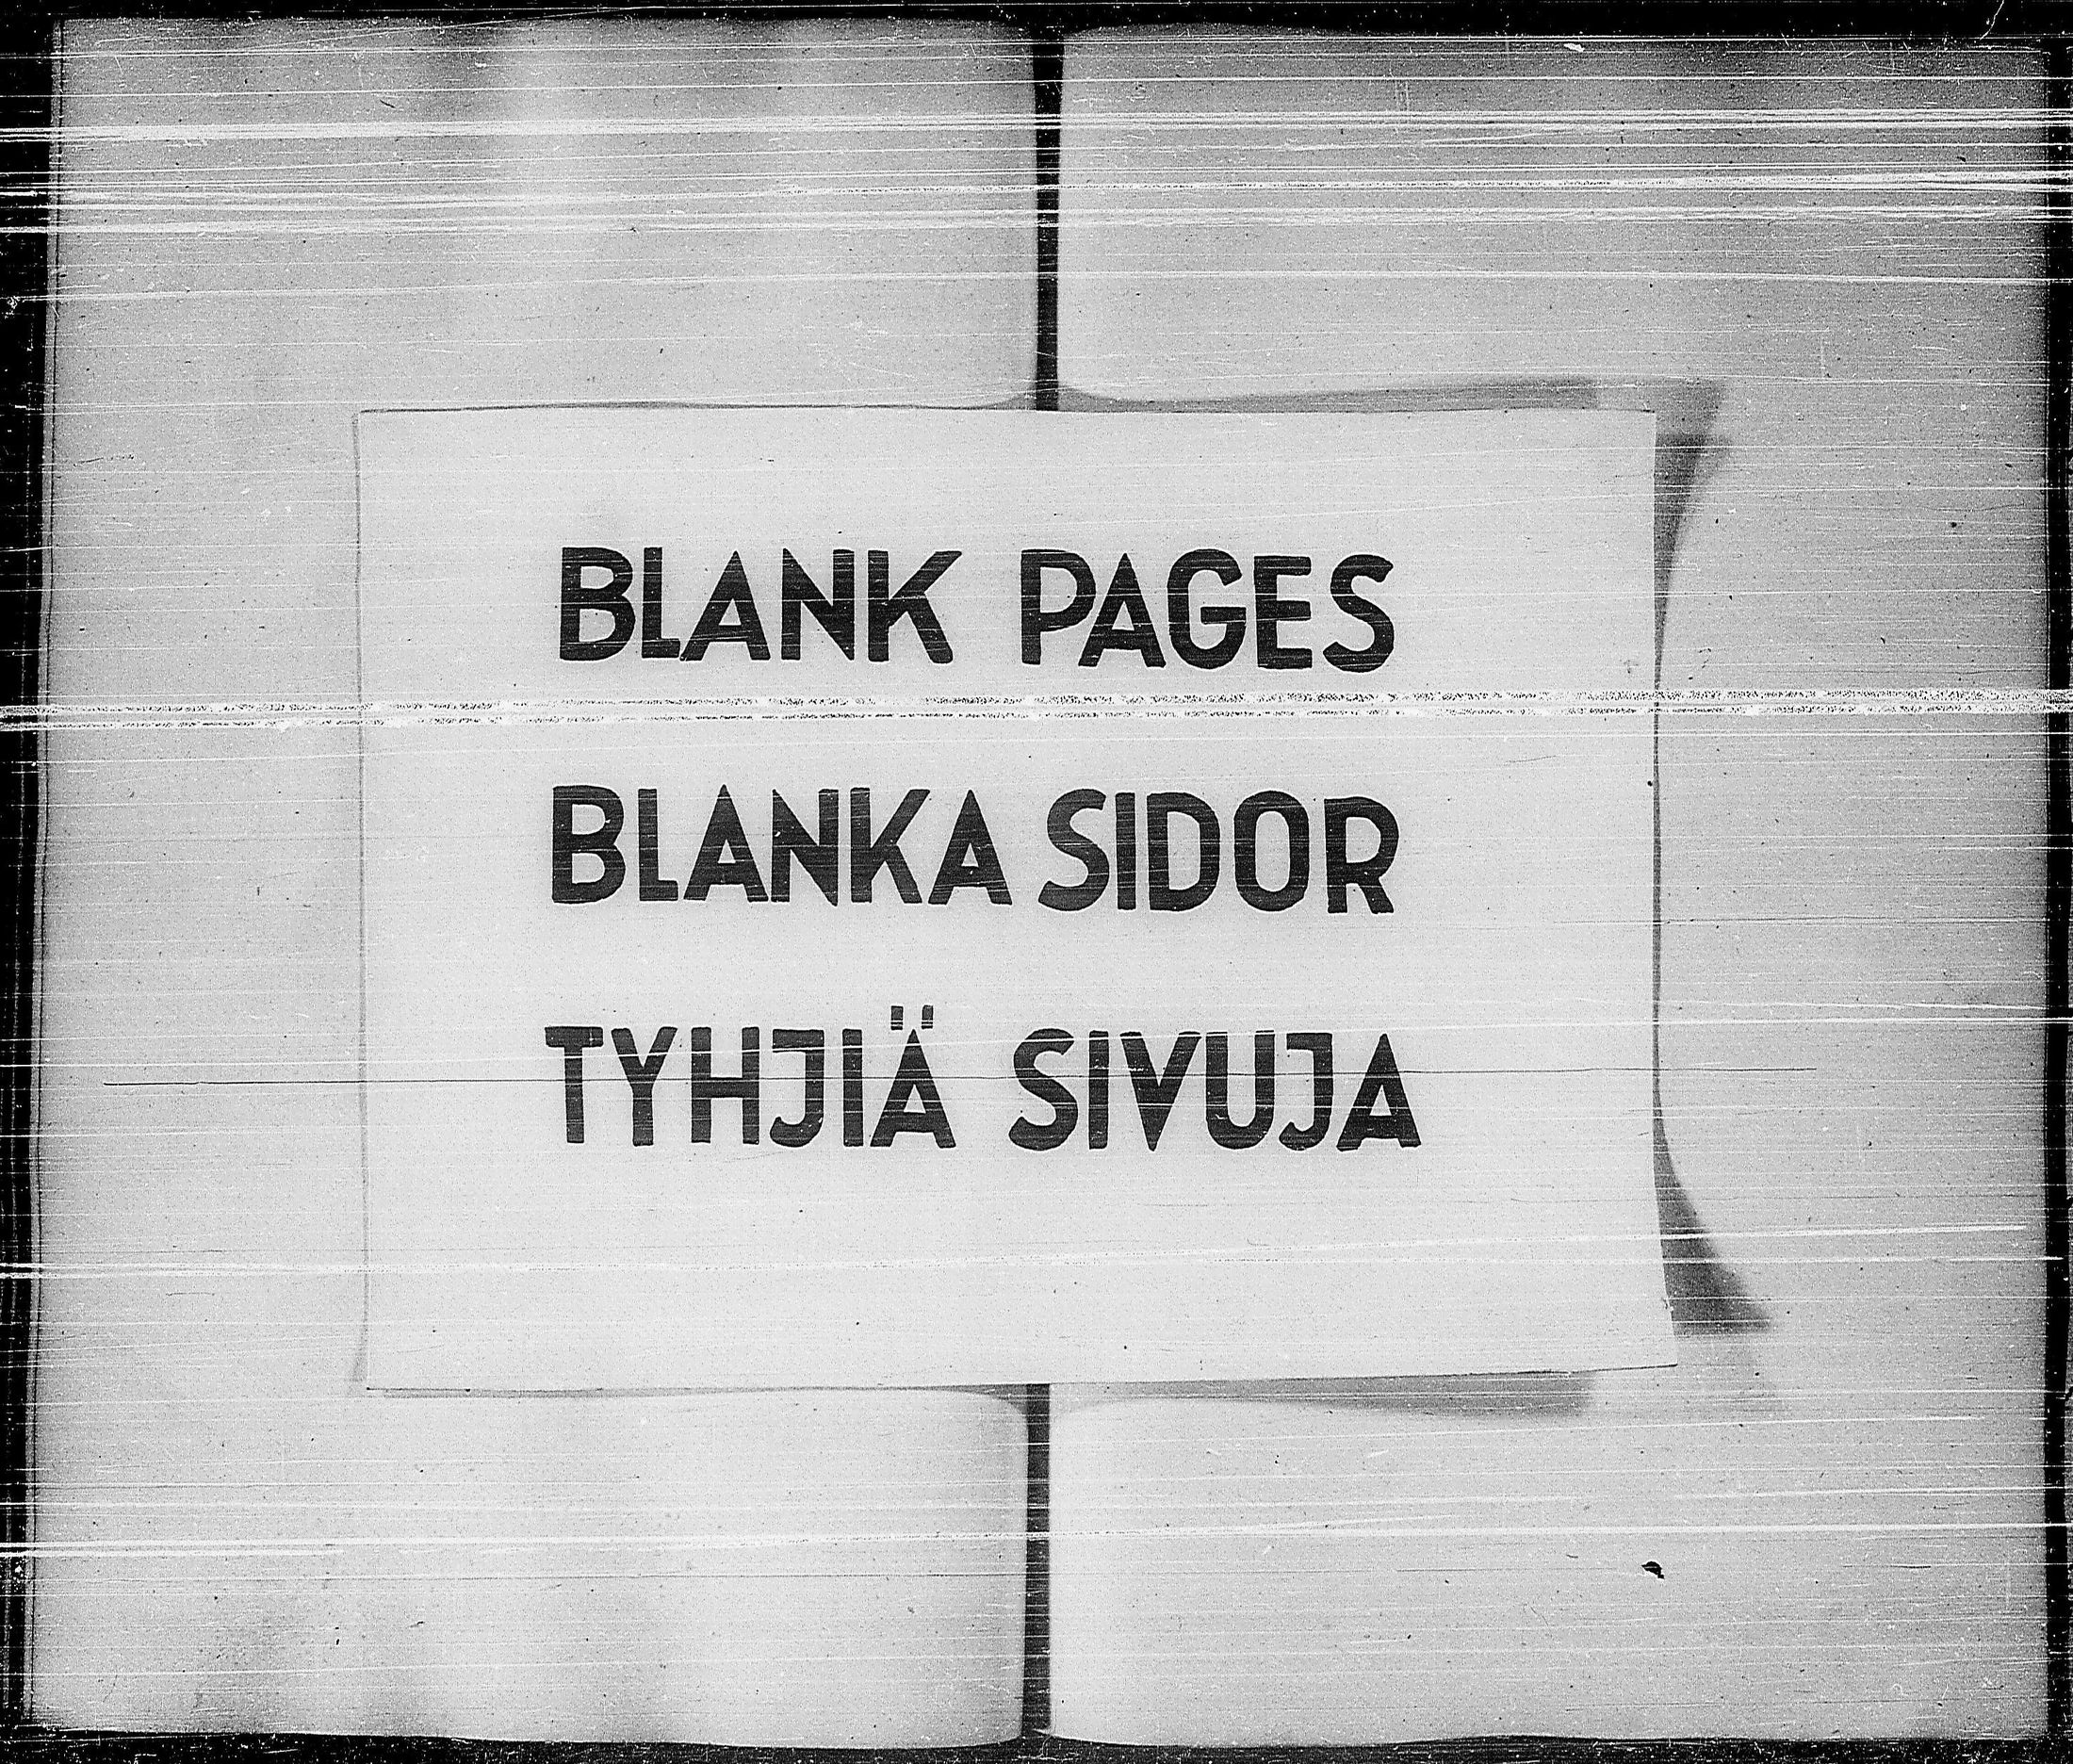 BLANK PAGES
BLANKA SIDOR
TYHJIÄ SIVUJA